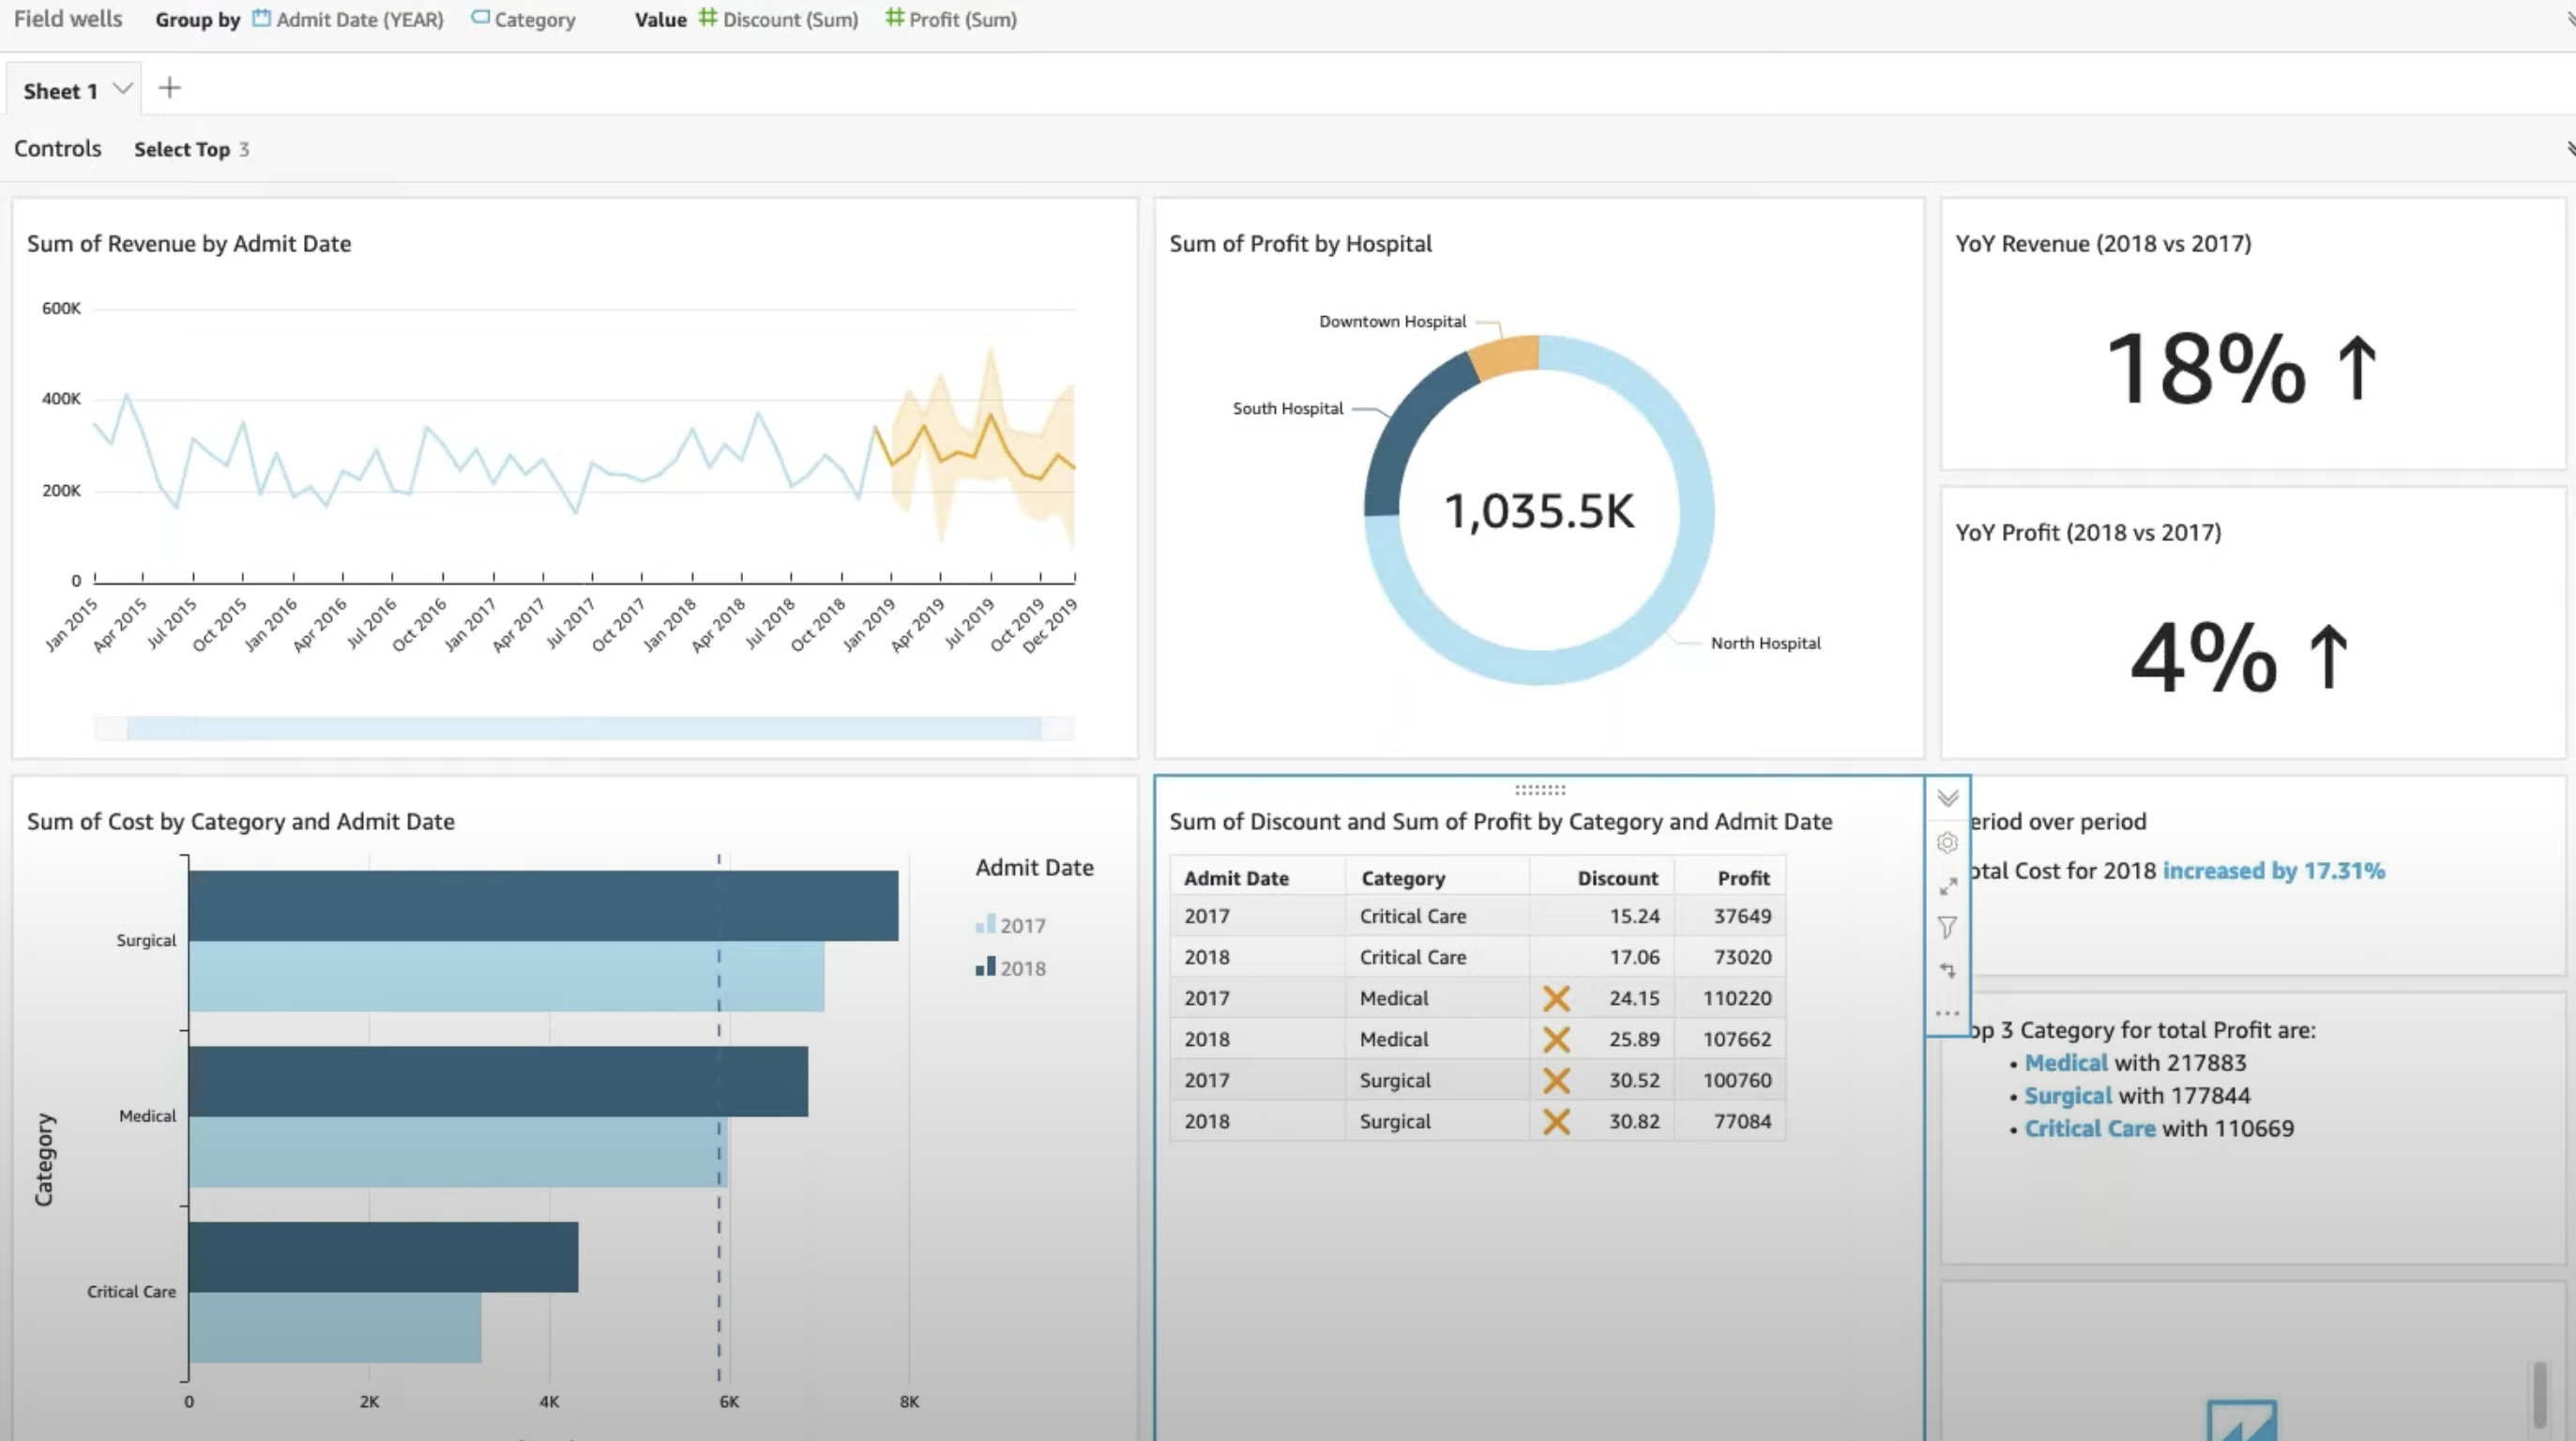 Field wells Group by Admit Date (YEAR) Category Value Discount (Sum) Profit (Sum)
Sheet 1
Controls Select Top 3
Sum of Revenue by Admit Date
600K
400K
200K
0
Jan 2015 Apr 2015 Jul 2015 Oct 2015 Jan 2016 Apr 2016 Jul 2016 Oct 2016 Jan 2017 Apr 2017 Jul 2017 Oct 2017 Jan 2018 Apr 2018 Jul 2018 Oct 2018 Jan 2019 Apr 2019 Jul 2019 Oct 2019 Dec 2019
Sum of Profit by Hospital
Downtown Hospital
South Hospital
1,035.5K
North Hospital
YoY Revenue (2018 vs 2017)
18% ↑
YoY Profit (2018 vs 2017)
4% ↑
Sum of Cost by Category and Admit Date
Admit Date
2017
2018
Category
Surgical
Medical
Critical Care
0 2K 4K 6K 8K
Sum of Discount and Sum of Profit by Category and Admit Date
Admit Date Category Discount Profit
2017 Critical Care 15.24 37649
2018 Critical Care 17.06 73020
2017 Medical 24.15 110220
2018 Medical 25.89 107662
2017 Surgical 30.52 100760
2018 Surgical 30.82 77084
eriod over period
otal Cost for 2018 increased by 17.31%
op 3 Category for total Profit are:
• Medical with 217883
• Surgical with 177844
• Critical Care with 110669